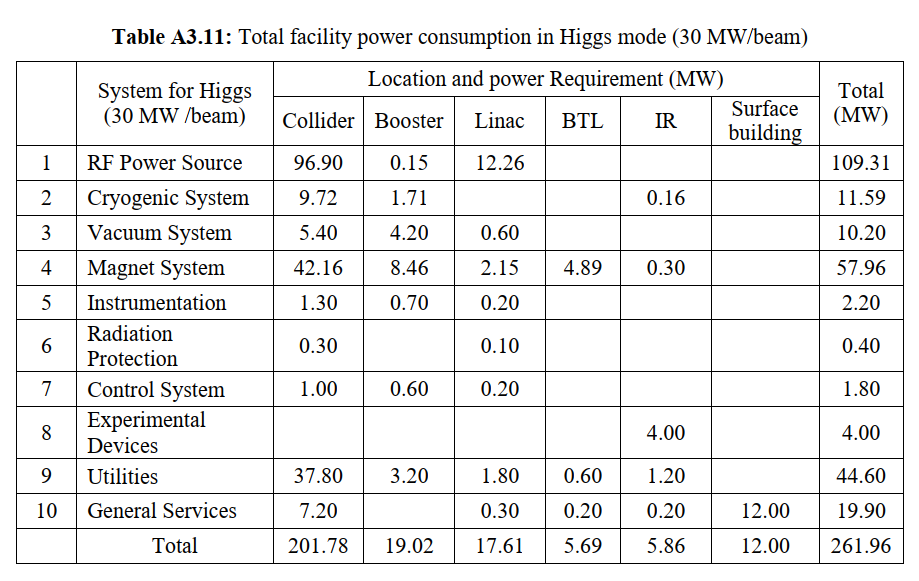 Table A3.11: Total facility power consumption in Higgs mode (30 MW/beam)
System for Higgs (30 MW /beam) Location and power Requirement (MW) Total (MW)
Collider Booster Linac BTL IR Surface building
1 RF Power Source 96.90 0.15 12.26 109.31
2 Cryogenic System 9.72 1.71 0.16 11.59
3 Vacuum System 5.40 4.20 0.60 10.20
4 Magnet System 42.16 8.46 2.15 4.89 0.30 57.96
5 Instrumentation 1.30 0.70 0.20 2.20
6 Radiation Protection 0.30 0.10 0.40
7 Control System 1.00 0.60 0.20 1.80
8 Experimental Devices 4.00 4.00
9 Utilities 37.80 3.20 1.80 0.60 1.20 44.60
10 General Services 7.20 0.30 0.20 0.20 12.00 19.90
Total 201.78 19.02 17.61 5.69 5.86 12.00 261.96